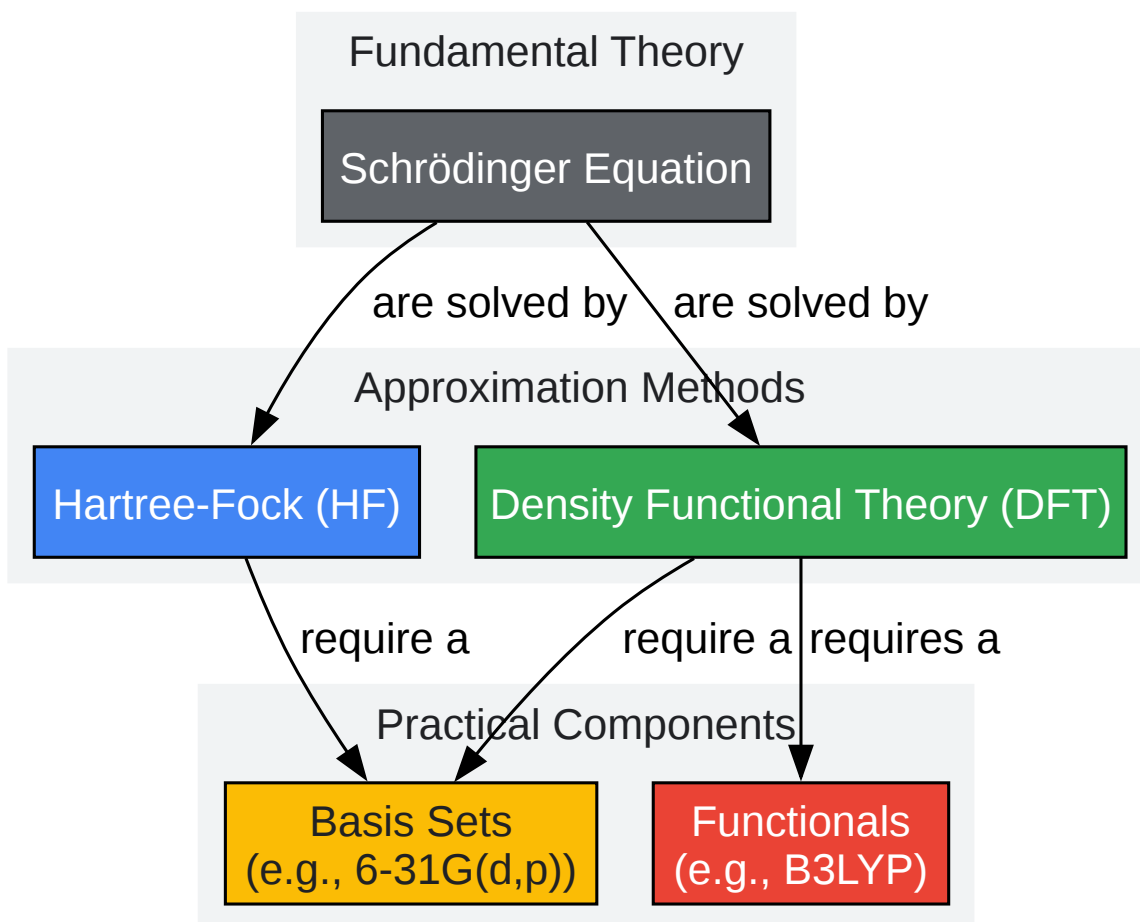 Fundamental Theory
Schrödinger Equation
are solved by
are solved by
Approximation Methods
Hartree-Fock (HF)
Density Functional Theory (DFT)
require a
require a
requires a
Practical Components
Basis Sets
(e.g., 6-31G(d,p))
Functionals
(e.g., B3LYP)